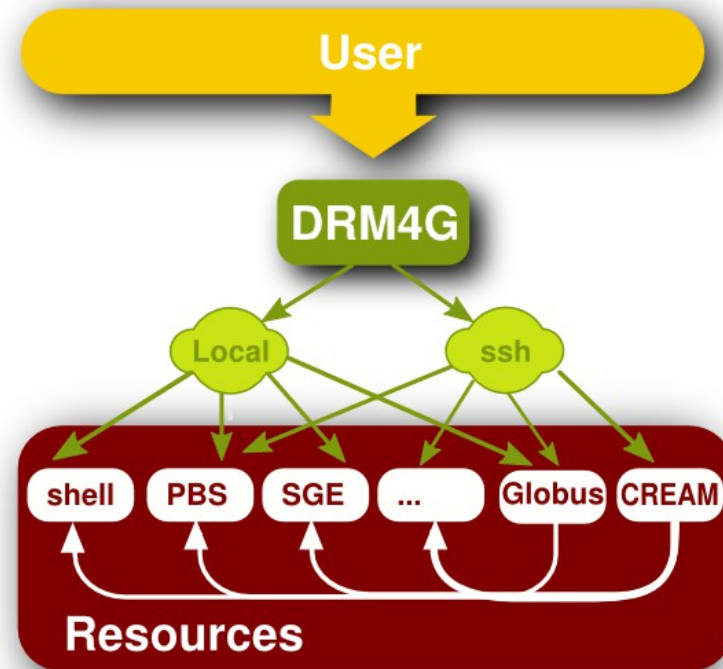 User
DRM4G
Local
ssh
shell
PBS
SGE
...
Globus
CREAM
Resources